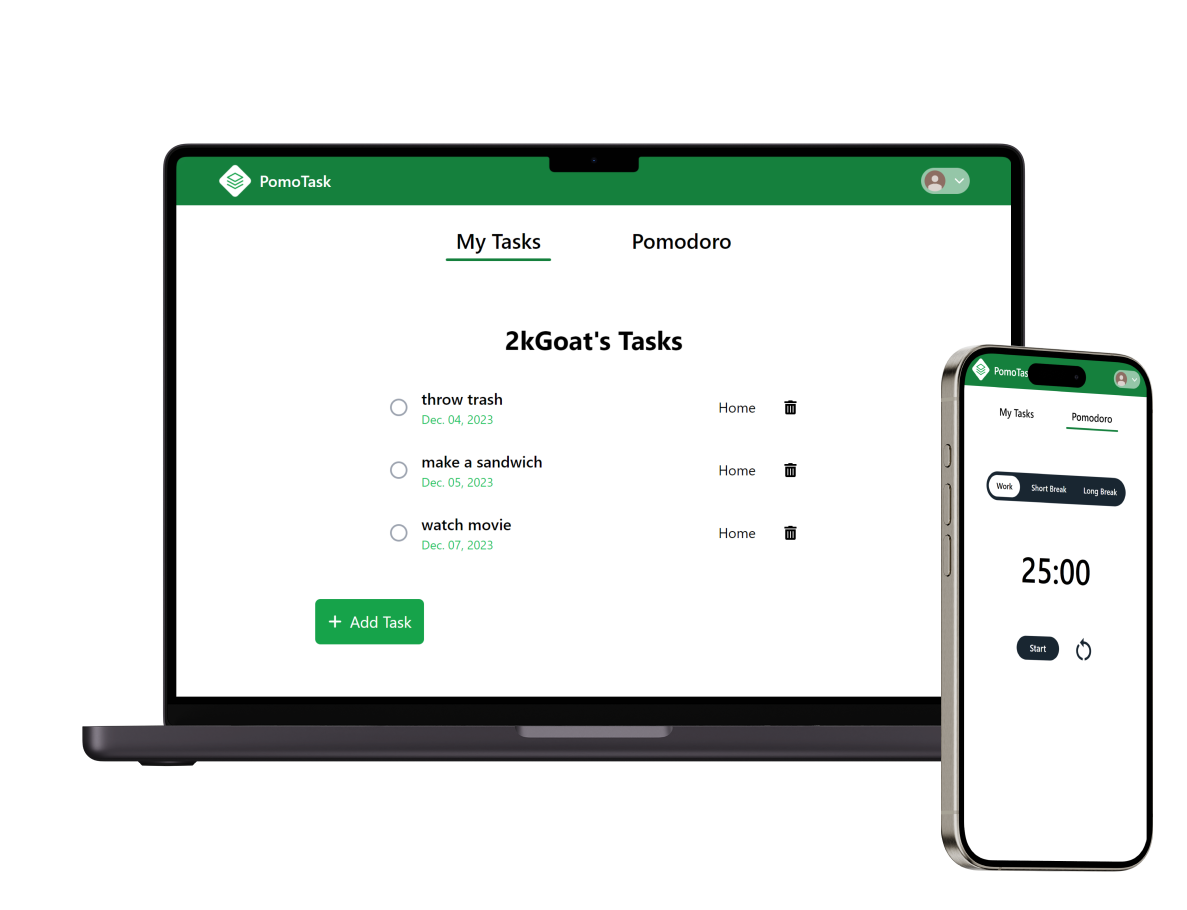 PomoTask
My Tasks Pomodoro
2kGoat's Tasks
throw trash
Dec. 04, 2023
Home
make a sandwich
Dec. 05, 2023
Home
watch movie
Dec. 07, 2023
Home
+ Add Task
PomoTas
My Tasks Pomodoro
Work Short Break Long Break
25:00
Start